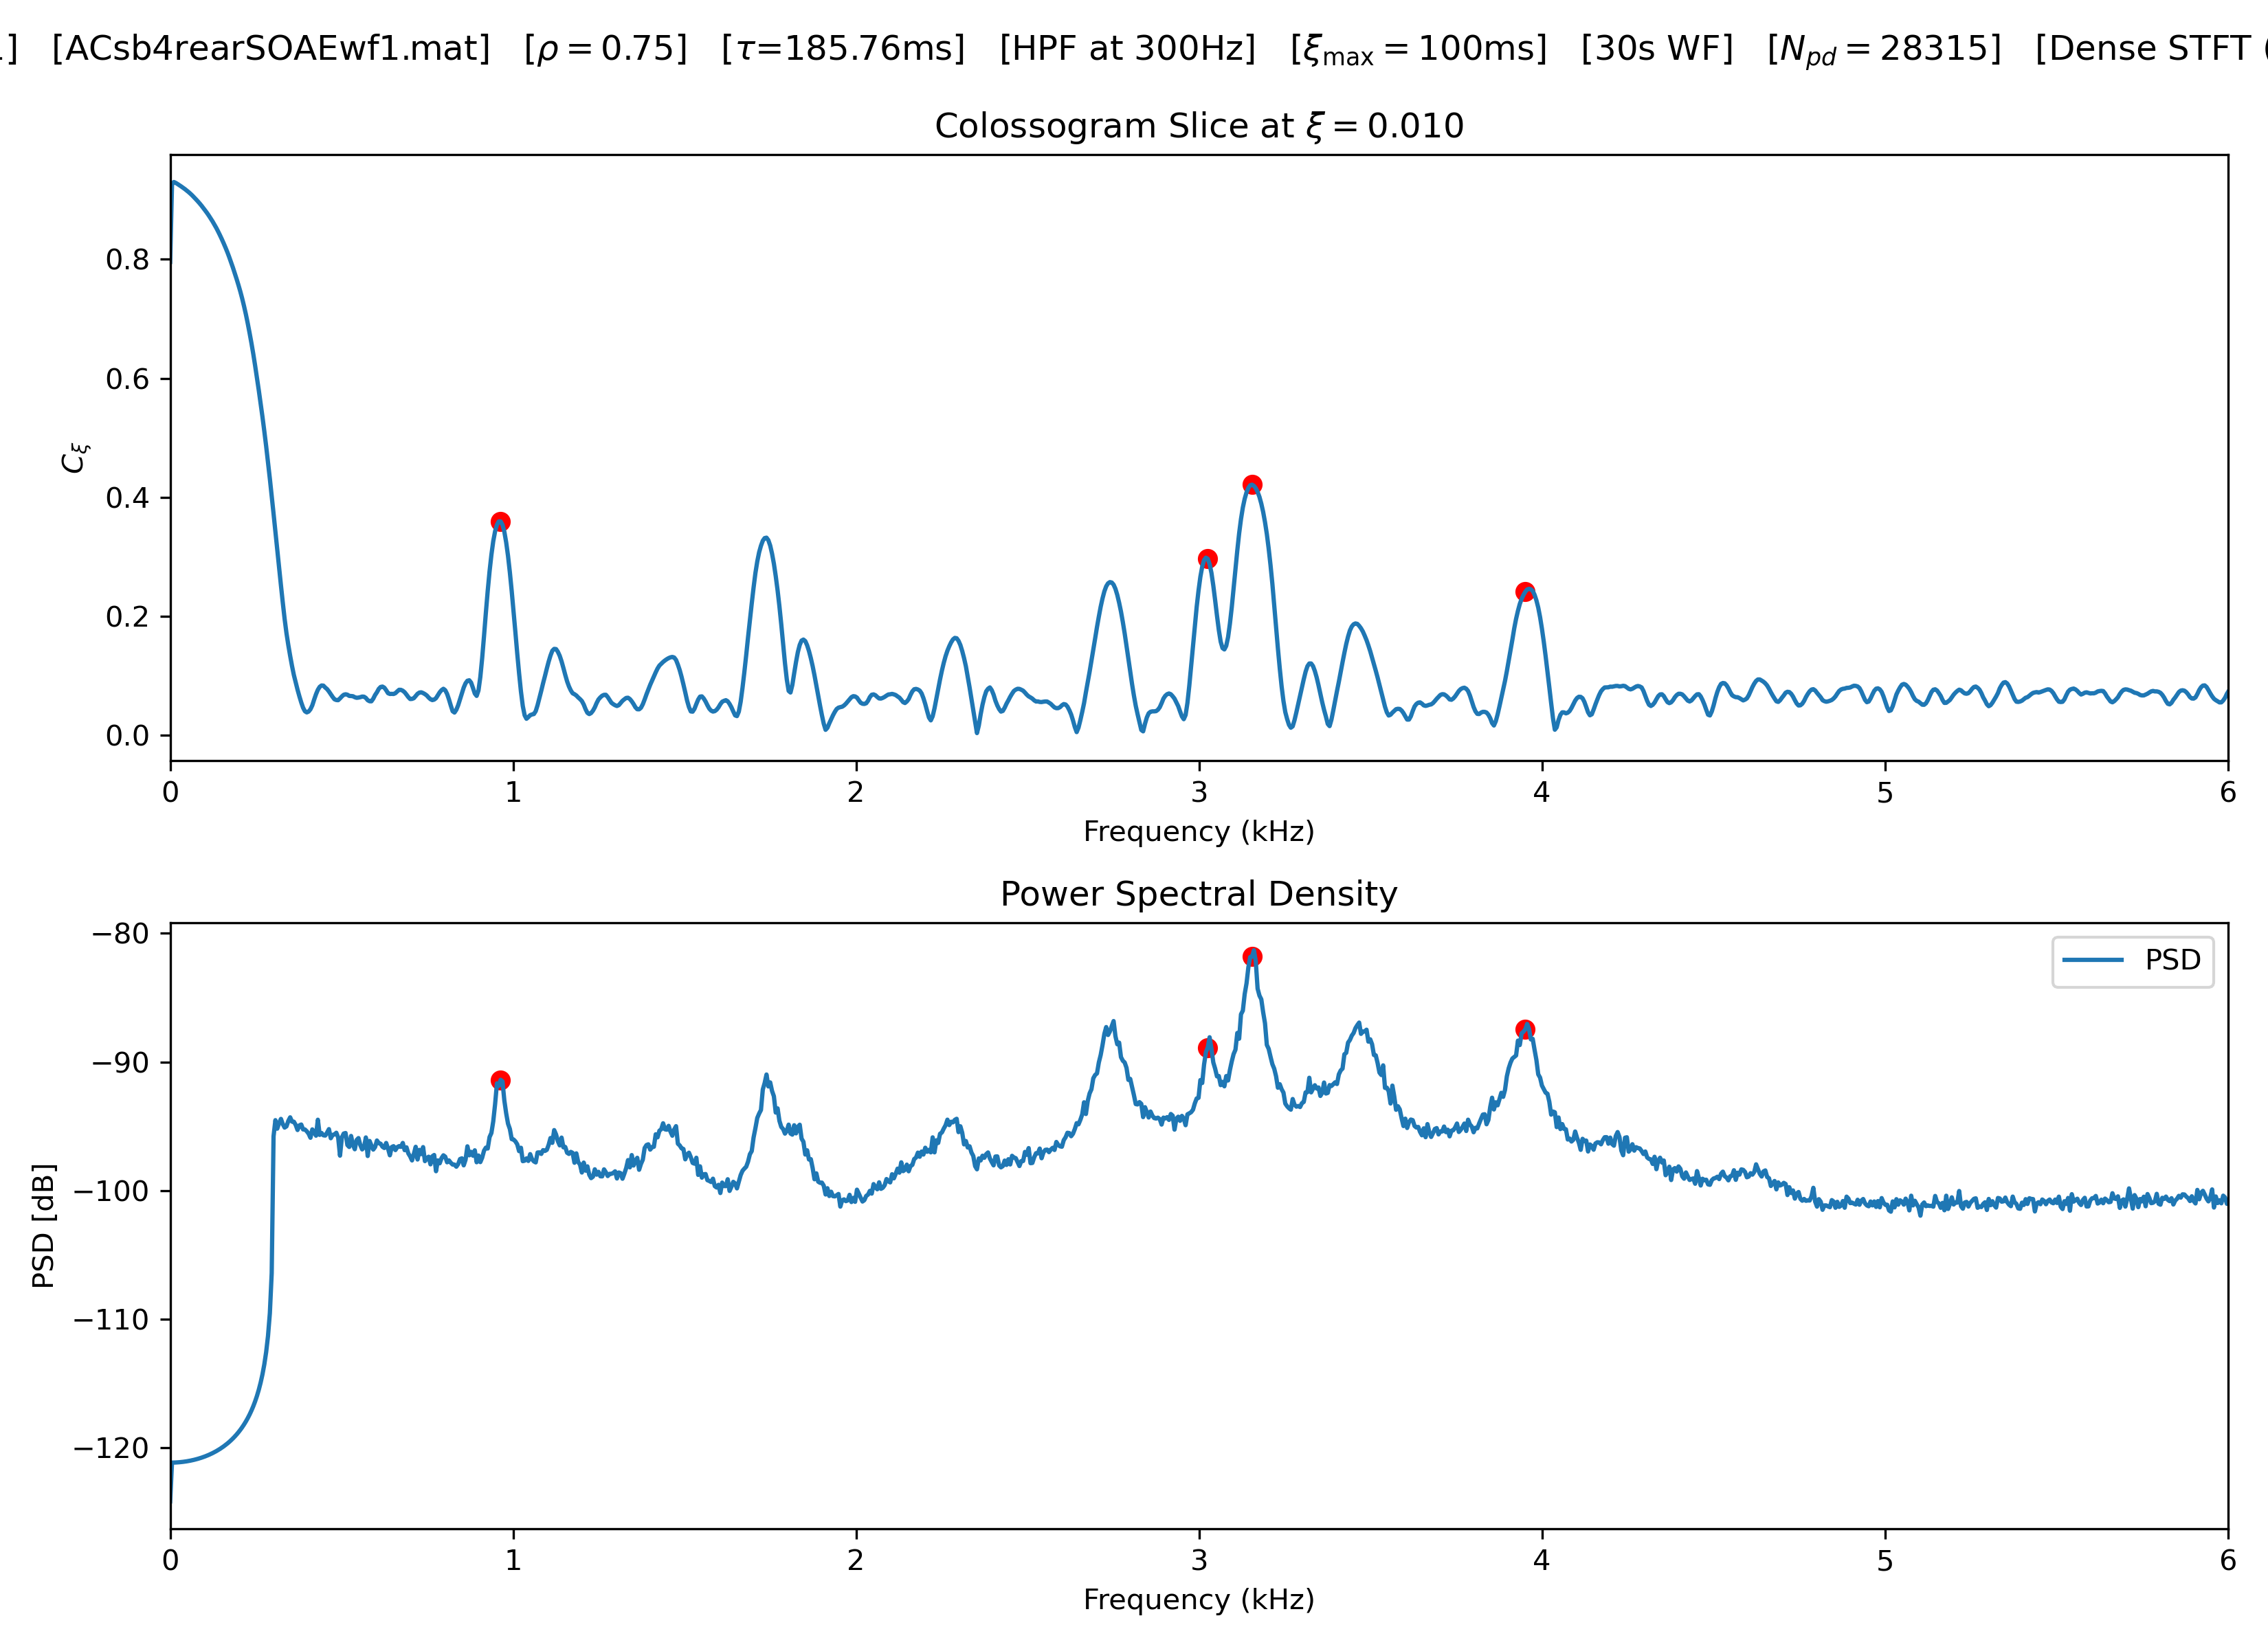 ] [ACsb4rearSOAEwf1.mat] [ρ = 0.75] [τ=185.76ms] [HPF at 300Hz] [ξmax = 100ms] [30s WF] [Npd = 28315] [Dense STFT (
Colossogram Slice at ξ = 0.010
0.8
0.6
0.4
0.2
0.0
Cξ
0 1 2 3 4 5 6
Frequency (kHz)
Power Spectral Density
PSD
−80
−90
−100
−110
−120
PSD [dB]
0 1 2 3 4 5 6
Frequency (kHz)